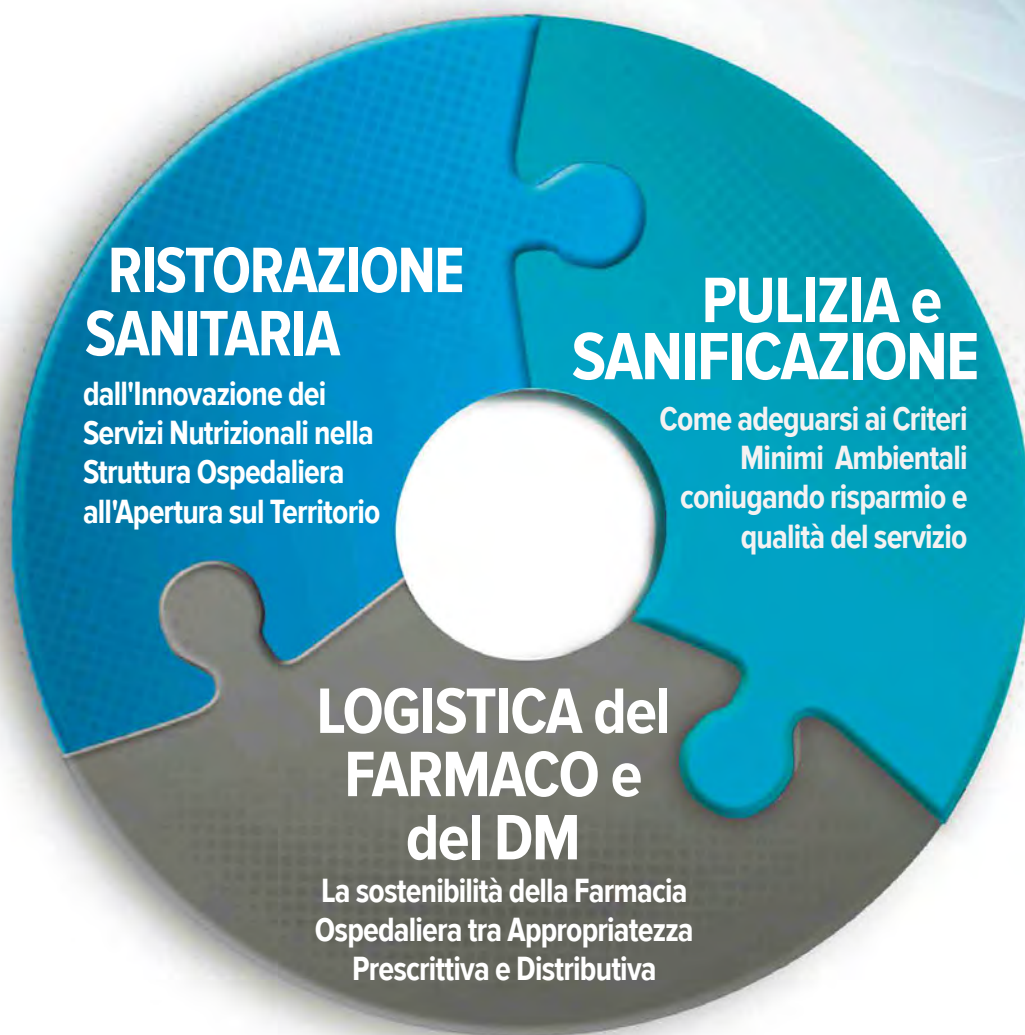 RISTORAZIONE
SANITARIA
dall'Innovazione dei
Servizi Nutrizionali nella
Struttura Ospedaliera
all'Apertura sul Territorio
PULIZIA e
SANIFICAZIONE
Come adeguarsi ai Criteri
Minimi Ambientali
coniugando risparmio e
qualità del servizio
LOGISTICA del
FARMACO e
del DM
La sostenibilità della Farmacia
Ospedaliera tra Appropriatezza
Prescrittiva e Distributiva